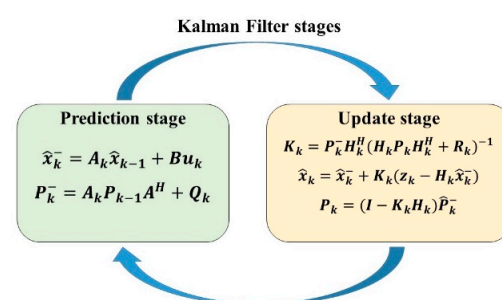 Kalman Filter stages
Prediction stage
x̂ₖ⁻ = Aₖx̂ₖ₋₁ + Buₖ
Pₖ⁻ = AₖPₖ₋₁Aᴴ + Qₖ
Update stage
Kₖ = Pₖ⁻Hₖᴴ(HₖPₖHₖᴴ + Rₖ)⁻¹
x̂ₖ = x̂ₖ⁻ + Kₖ(zₖ − Hₖx̂ₖ⁻)
Pₖ = (I − KₖHₖ)P̂ₖ⁻